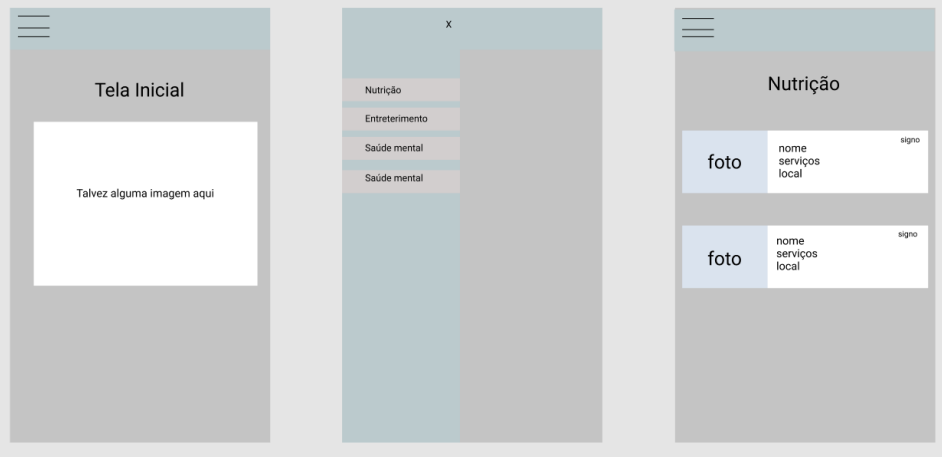 Tela Inicial
Talvez alguma imagem aqui
x
Nutrição
Entreterimento
Saúde mental
Saúde mental
Nutrição
foto
nome
serviços
local
signo
foto
nome
serviços
local
signo